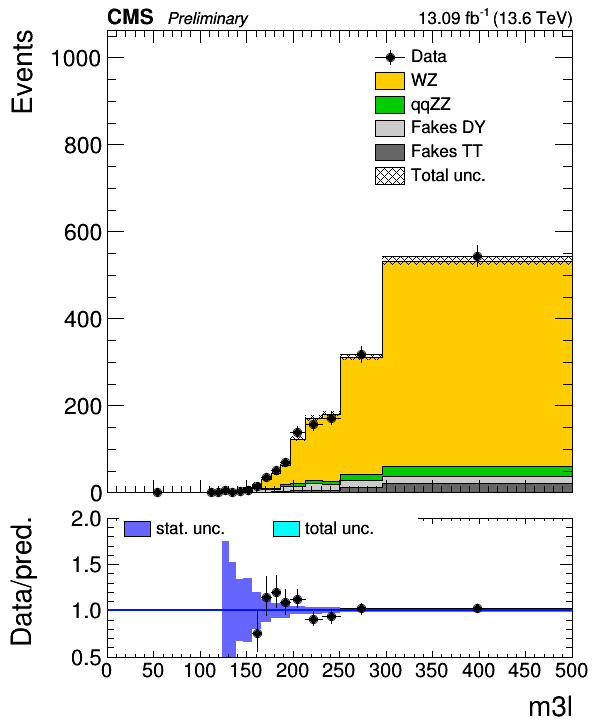 CMS Preliminary 13.09 fb⁻¹ (13.6 TeV)
Events
1000
800
600
400
200
0
Data
WZ
qqZZ
Fakes DY
Fakes TT
Total unc.
Data/pred.
2.0
1.5
1.0
0.5
stat. unc. total unc.
0 50 100 150 200 250 300 350 400 450 500
m3l